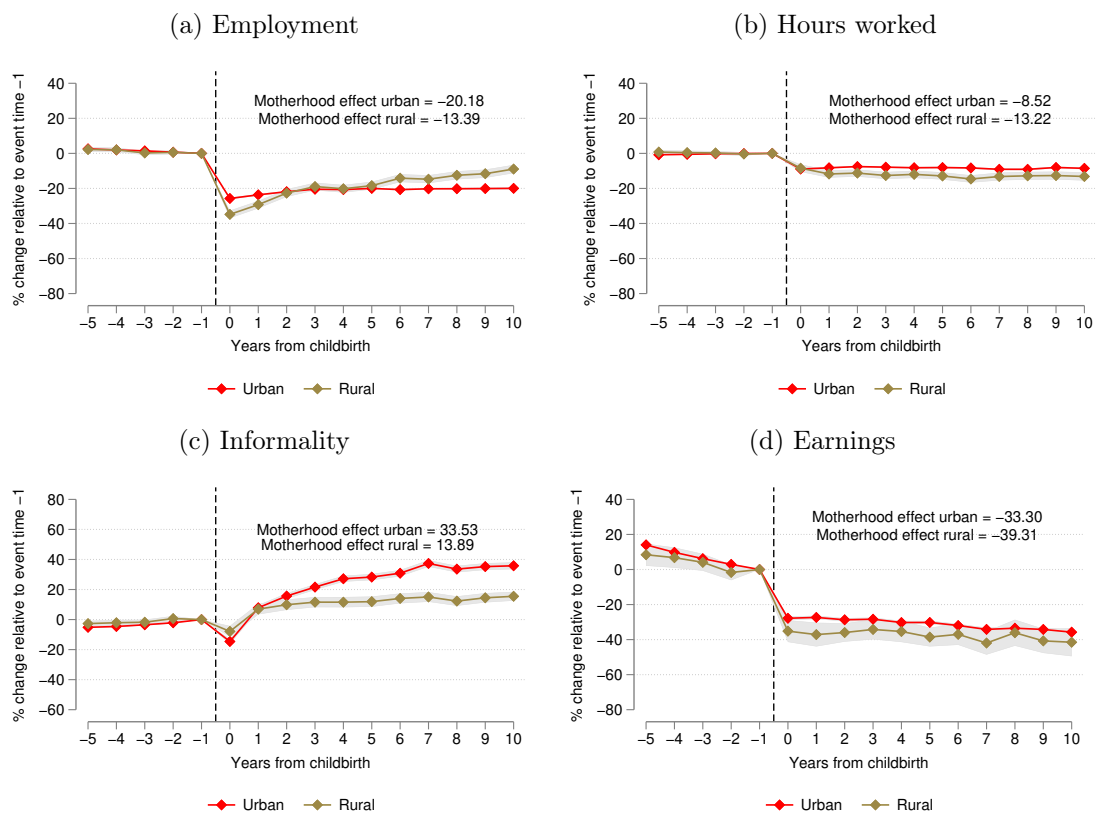 (a) Employment
% change relative to event time −1
40
20
0
−20
−40
−60
−80
Motherhood effect urban = −20.18
Motherhood effect rural = −13.39
−5 −4 −3 −2 −1 0 1 2 3 4 5 6 7 8 9 10
Years from childbirth
Urban Rural
(b) Hours worked
% change relative to event time −1
40
20
0
−20
−40
−60
−80
Motherhood effect urban = −8.52
Motherhood effect rural = −13.22
−5 −4 −3 −2 −1 0 1 2 3 4 5 6 7 8 9 10
Years from childbirth
Urban Rural
(c) Informality
% change relative to event time −1
80
60
40
20
0
−20
−40
−60
Motherhood effect urban = 33.53
Motherhood effect rural = 13.89
−5 −4 −3 −2 −1 0 1 2 3 4 5 6 7 8 9 10
Years from childbirth
Urban Rural
(d) Earnings
% change relative to event time −1
40
20
0
−20
−40
−60
−80
Motherhood effect urban = −33.30
Motherhood effect rural = −39.31
−5 −4 −3 −2 −1 0 1 2 3 4 5 6 7 8 9 10
Years from childbirth
Urban Rural